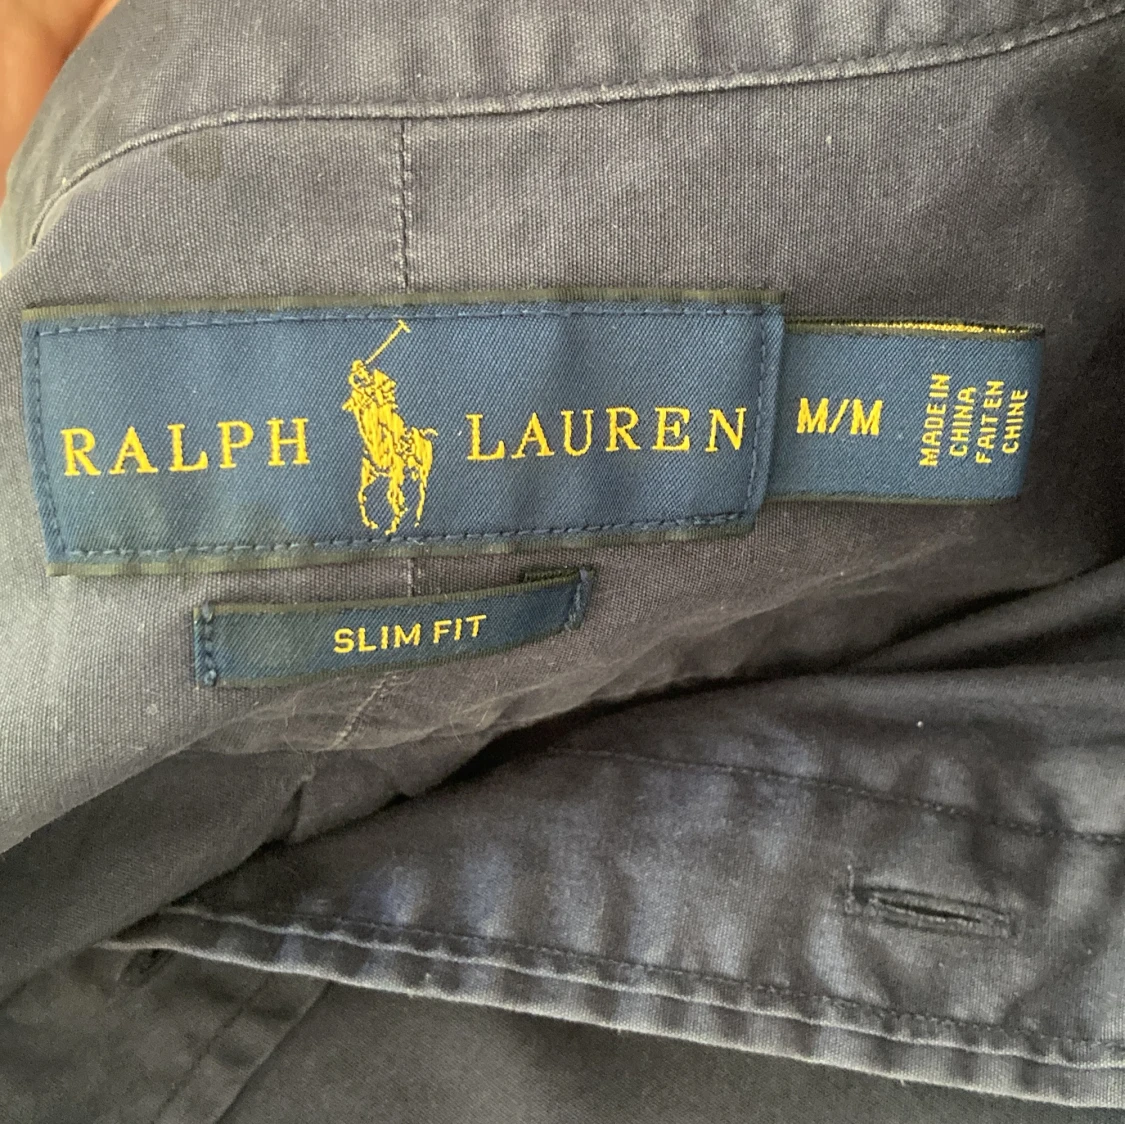 RALPH LAUREN
M/M
MADE IN
CHINA
FAIT EN
CHINE
SLIM FIT